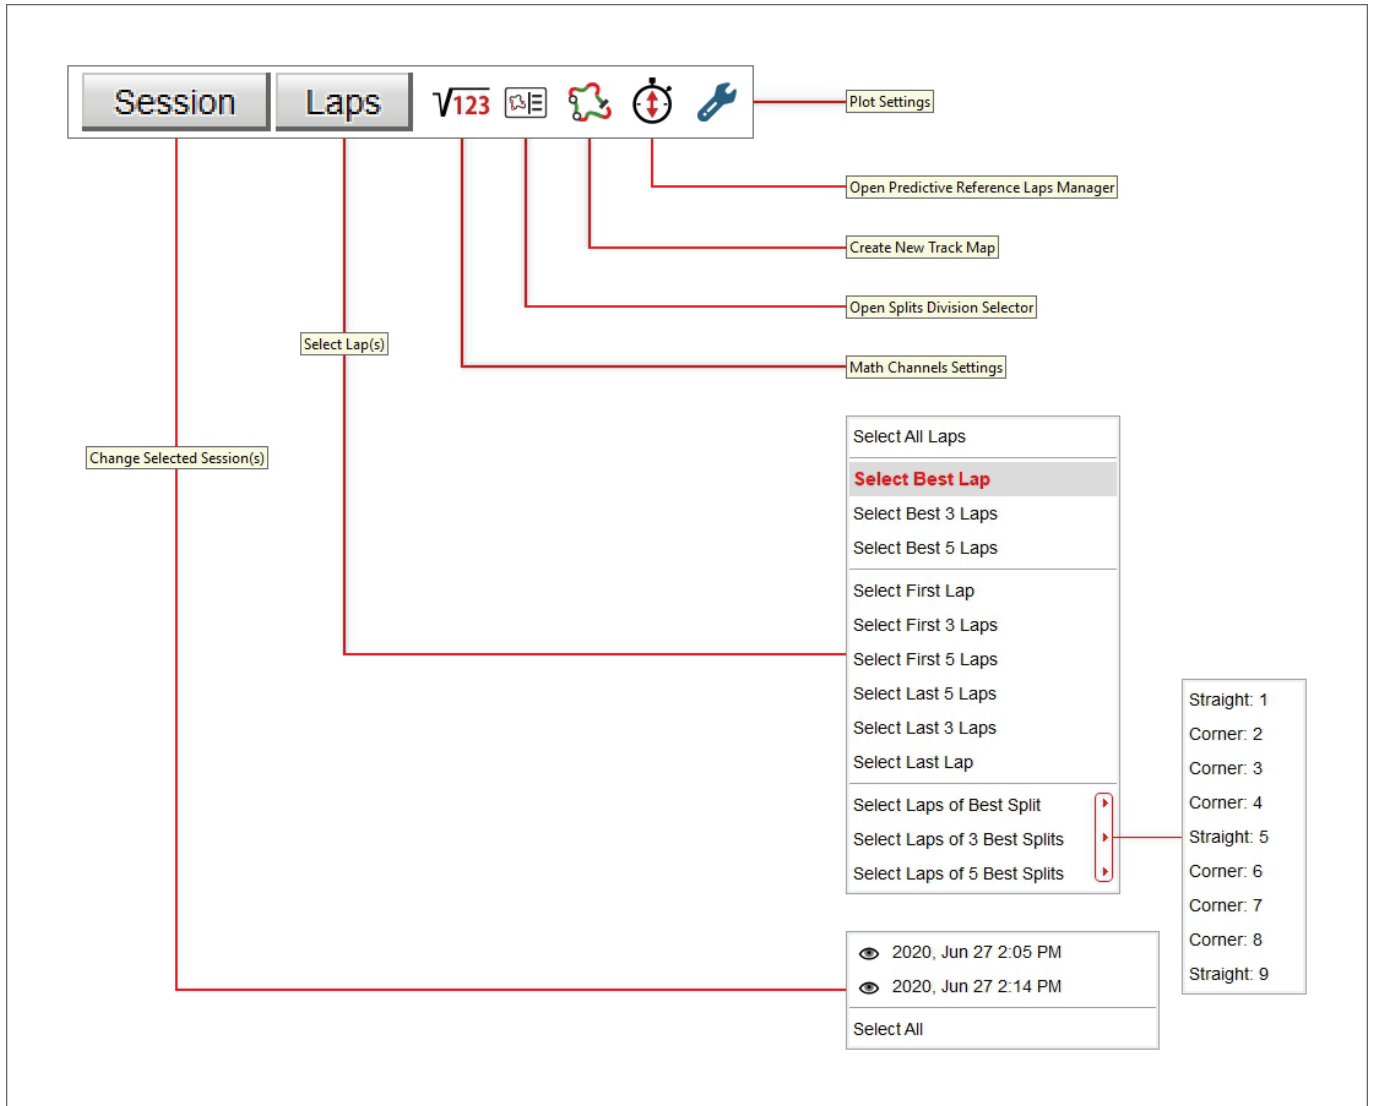 Session
Laps
√123
Plot Settings
Open Predictive Reference Laps Manager
Create New Track Map
Open Splits Division Selector
Select Lap(s)
Math Channels Settings
Change Selected Session(s)
Select All Laps
Select Best Lap
Select Best 3 Laps
Select Best 5 Laps
Select First Lap
Select First 3 Laps
Select First 5 Laps
Select Last 5 Laps
Select Last 3 Laps
Select Last Lap
Select Laps of Best Split
Select Laps of 3 Best Splits
Select Laps of 5 Best Splits
Straight: 1
Corner: 2
Corner: 3
Corner: 4
Straight: 5
Corner: 6
Corner: 7
Corner: 8
Straight: 9
2020, Jun 27 2:05 PM
2020, Jun 27 2:14 PM
Select All